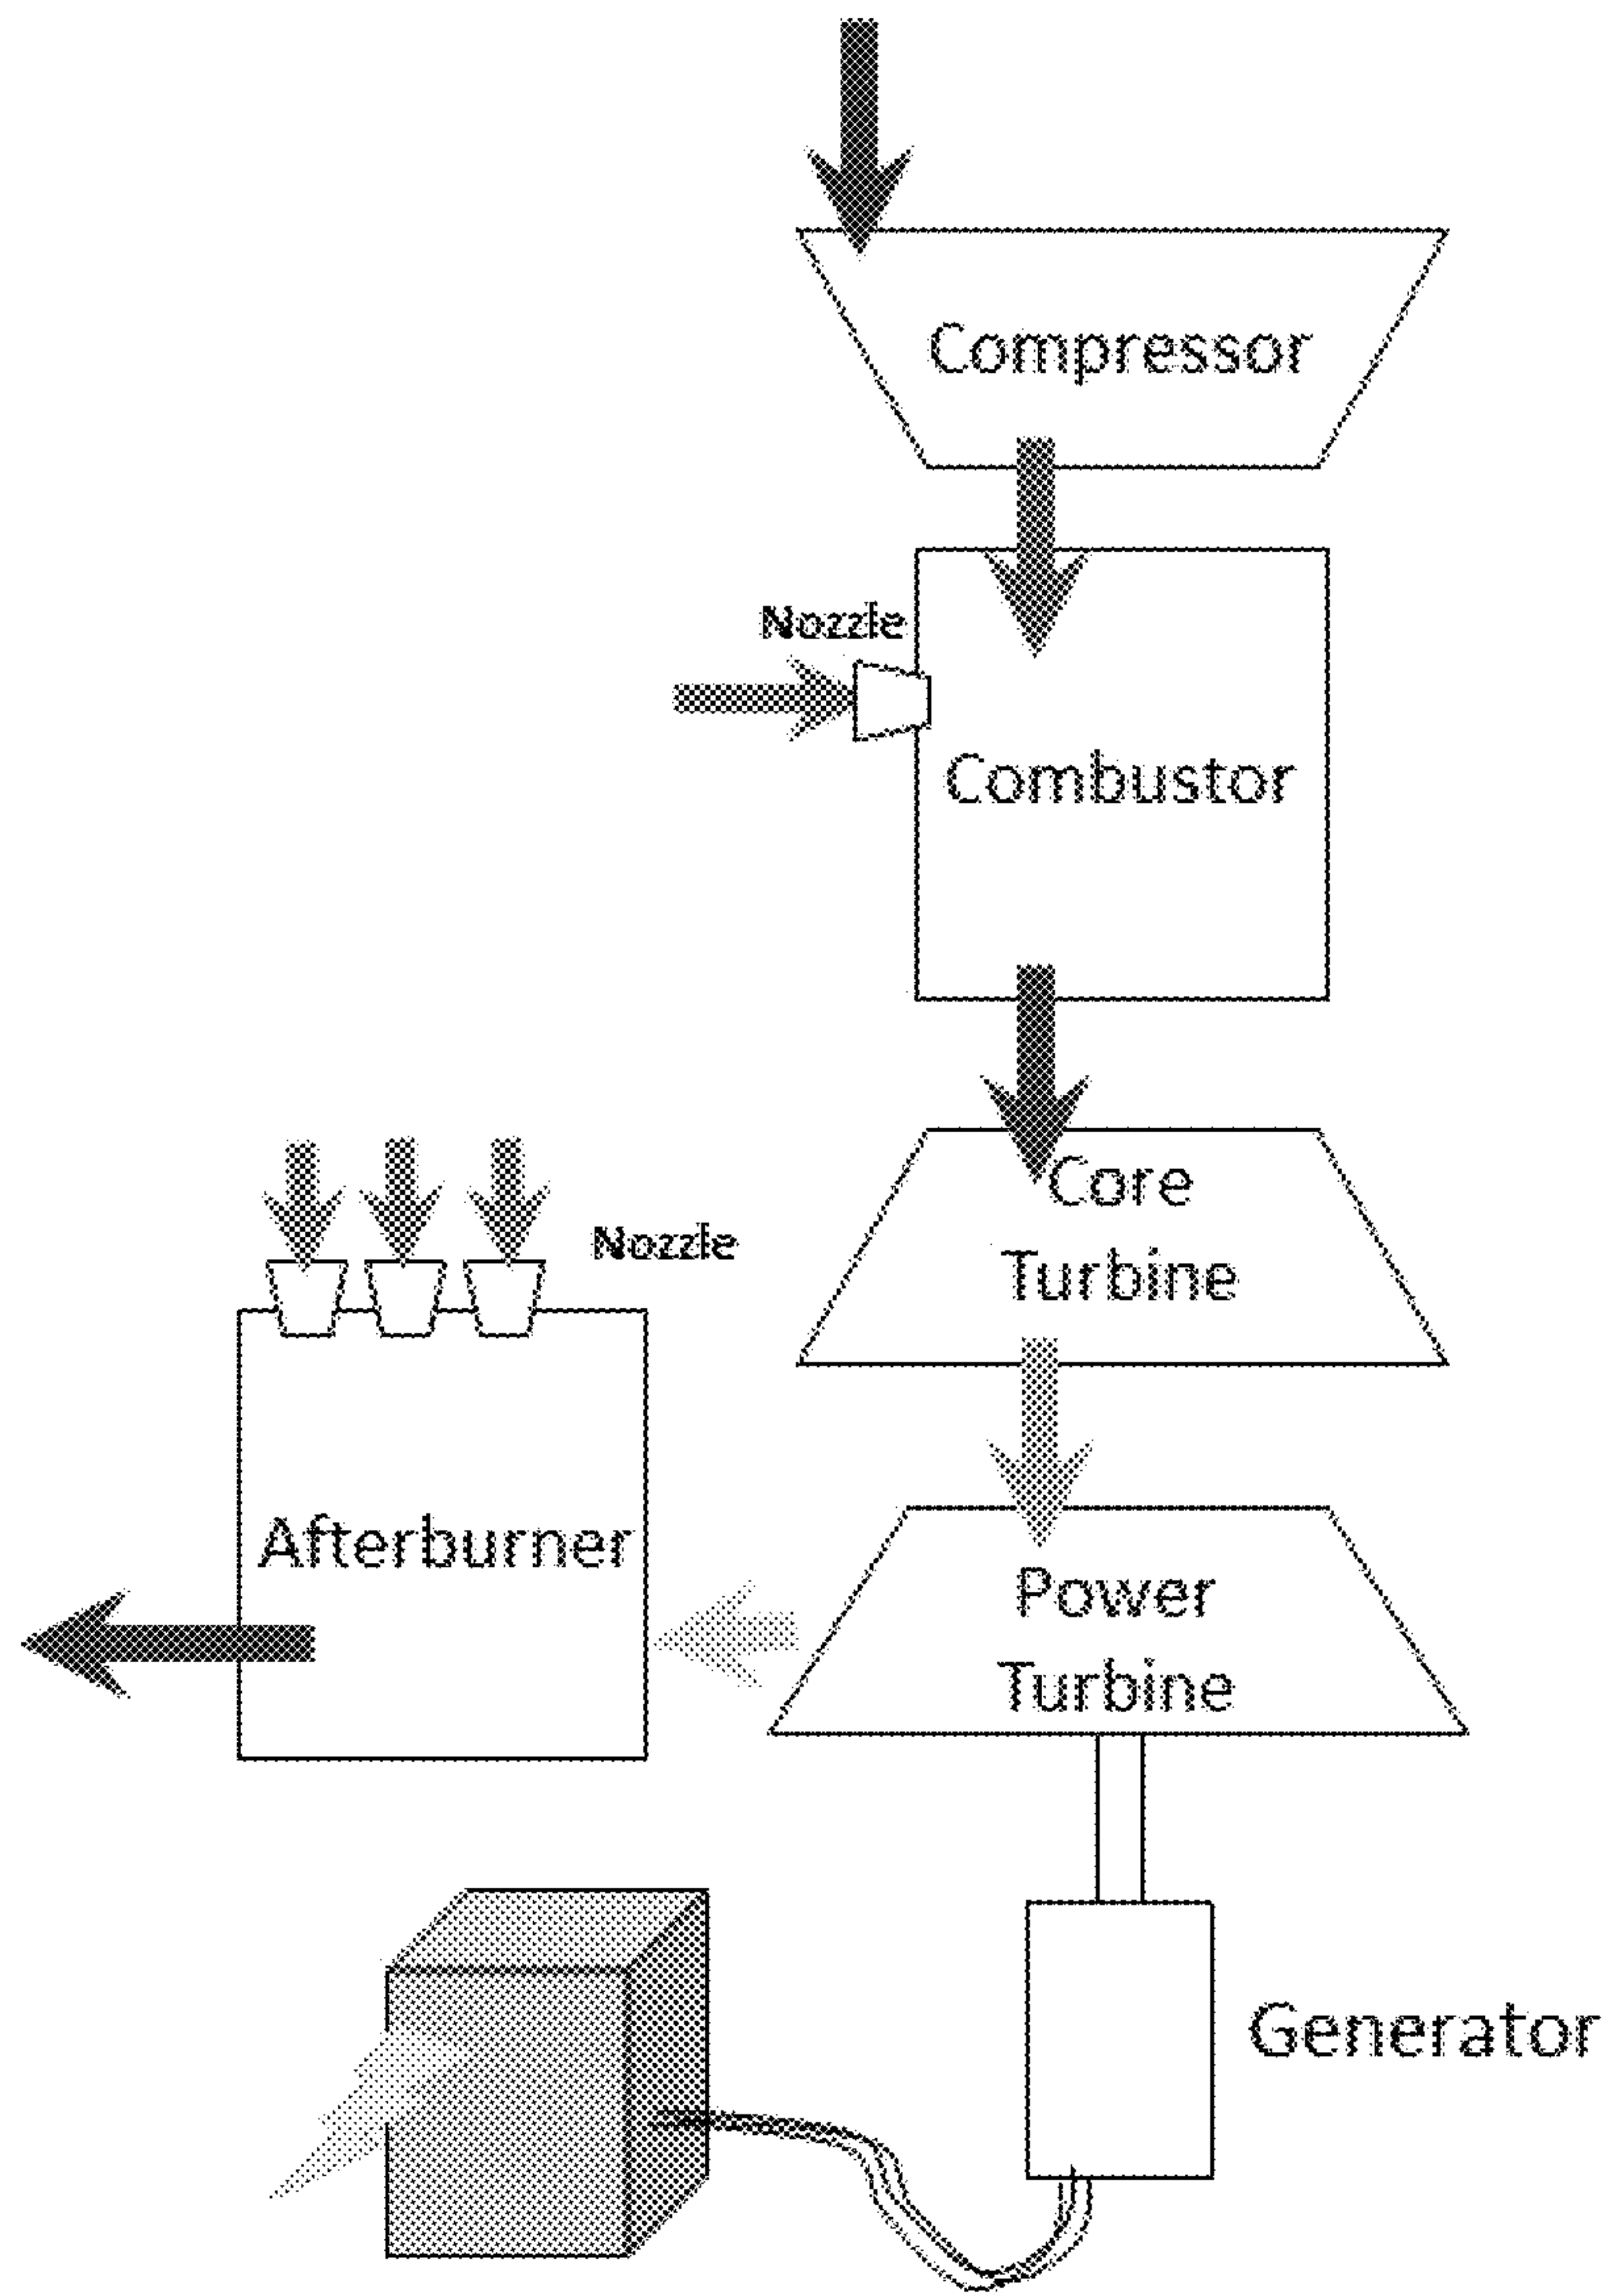 Compressor
Nozzle
Combustor
Core
Turbine
Nozzle
Afterburner
Power
Turbine
Generator